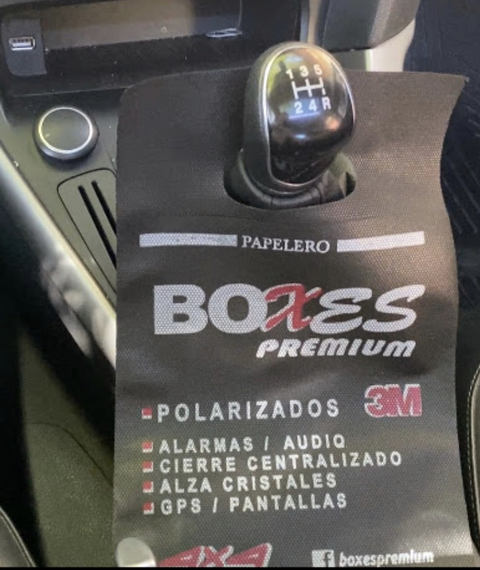 1 3 5
2 4 R
PAPELERO
BOXES
PREMIUM
POLARIZADOS 3M
ALARMAS / AUDIO
CIERRE CENTRALIZADO
ALZA CRISTALES
GPS / PANTALLAS
4X4
f boxespremium